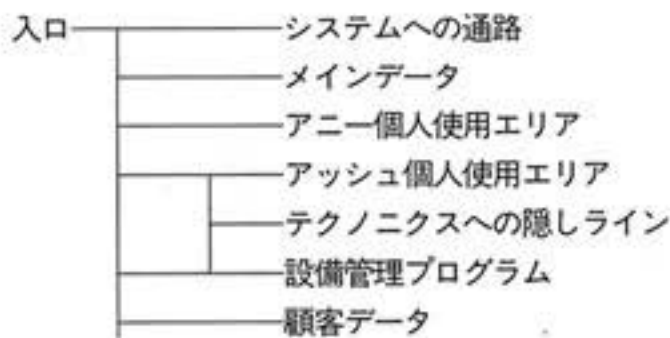 入口 システムへの通路
メインデータ
アニー個人使用エリア
アッシュ個人使用エリア
テクノニクスへの隠しライン
設備管理プログラム
顧客データ